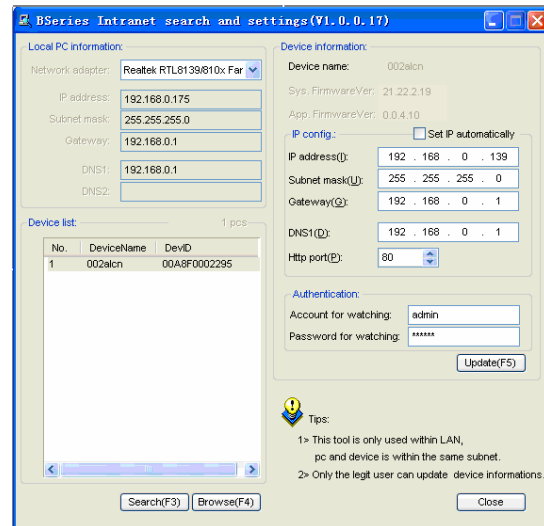 BSeries Intranet search and settings(V1.0.0.17)
Local PC information:
Network adapter: Realtek RTL8139/810x Far
IP address: 192.168.0.175
Subnet mask: 255.255.255.0
Gateway: 192.168.0.1
DNS1: 192.168.0.1
DNS2:
Device list: 1 pcs
No. DeviceName DevID
1 002alcn 00A8F0002295
Search(F3) Browse(F4)
Device information:
Device name: 002alcn
Sys. FirmwareVer: 21.22.2.19
App. FirmwareVer: 0.0.4.10
IP config.: Set IP automatically
IP address(I): 192 . 168 . 0 . 139
Subnet mask(U): 255 . 255 . 255 . 0
Gateway(G): 192 . 168 . 0 . 1
DNS1(D): 192 . 168 . 0 . 1
Http port(P): 80
Authentication:
Account for watching: admin
Password for watching: ******
Update(F5)
Tips:
1> This tool is only used within LAN,
pc and device is within the same subnet.
2> Only the legit user can update device informations.
Close